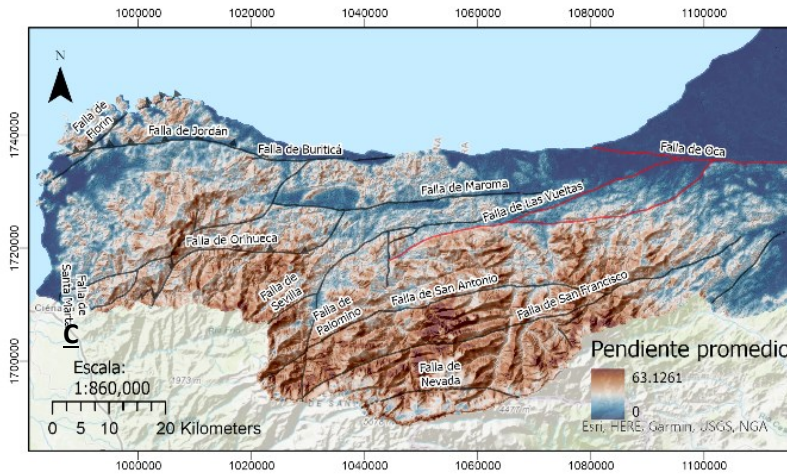 1000000 1020000 1040000 1060000 1080000 1100000
N
1740000
1720000
1700000
Falla de
Florin
Falla de Jordán
Falla de Buriticá
Falla de Oca
Falla de Maroma
Falla de Las Vueltas
Falla de Orihueca
Falla de
Santa Marta
Falla de
Sevilla
Falla de
Palomino
Falla de San Antonio
Falla de San Francisco
Falla de
Nevada
C
Escala:
1:860,000
0 5 10 20 Kilometers
1973 m
Pendiente promedio
63.1261
0
Esri, HERE, Garmin, USGS, NGA
1000000 1020000 1040000 1060000 1080000 1100000